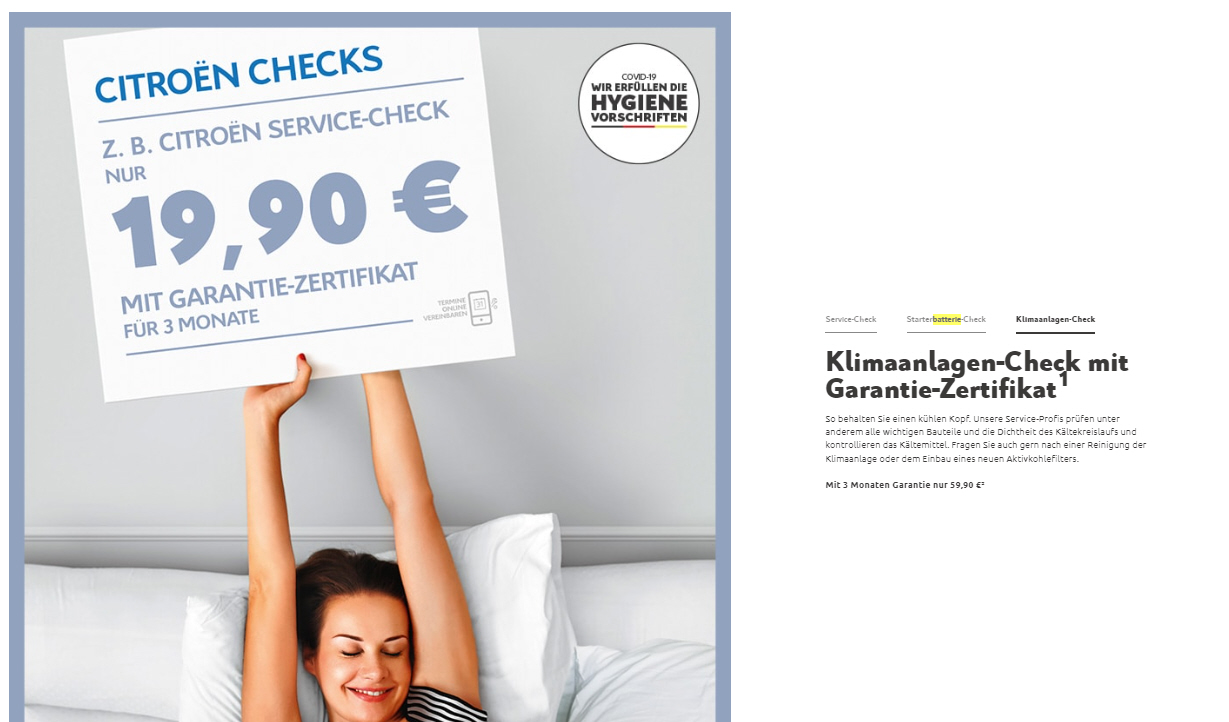 CITROËN CHECKS
Z. B. CITROËN SERVICE-CHECK
NUR
19,90 €
MIT GARANTIE-ZERTIFIKAT
FÜR 3 MONATE
TERMINE
ONLINE
VEREINBAREN
31
COVID-19
WIR ERFÜLLEN DIE
HYGIENE
VORSCHRIFTEN
Service-Check
Starterbatterie-Check
Klimaanlagen-Check
Klimaanlagen-Check mit
Garantie-Zertifikat¹
So behalten Sie einen kühlen Kopf. Unsere Service-Profis prüfen unter
anderem alle wichtigen Bauteile und die Dichtheit des Kältekreislaufs und
kontrollieren das Kältemittel. Fragen Sie auch gern nach einer Reinigung der
Klimaanlage oder dem Einbau eines neuen Aktivkohlefilters.
Mit 3 Monaten Garantie nur 59,90 €²